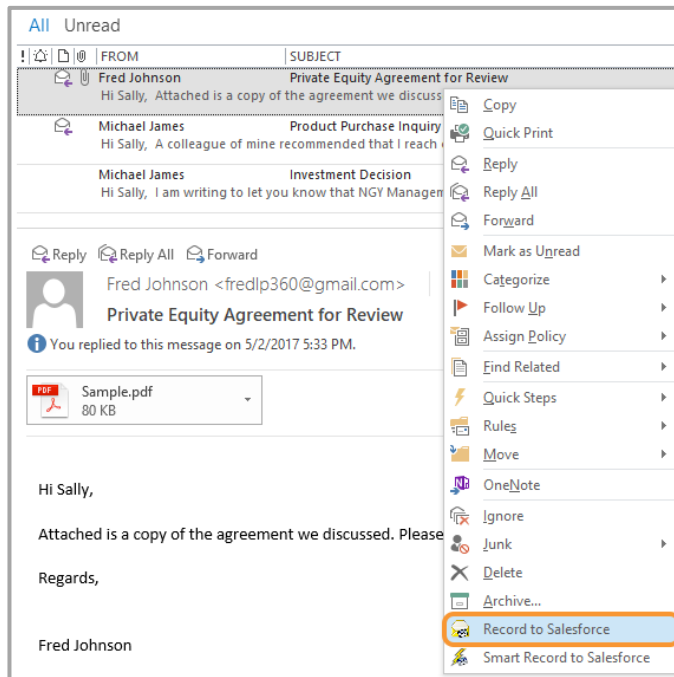 All Unread
! FROM SUBJECT
Fred Johnson Private Equity Agreement for Review
Hi Sally, Attached is a copy of the agreement we discuss
Michael James Product Purchase Inquiry
Hi Sally, A colleague of mine recommended that I reach
Michael James Investment Decision
Hi Sally, I am writing to let you know that NGY Managem
Reply Reply All Forward
Fred Johnson <fredlp360@gmail.com>
Private Equity Agreement for Review
You replied to this message on 5/2/2017 5:33 PM.
PDF
Sample.pdf
80 KB
Hi Sally,
Attached is a copy of the agreement we discussed. Please
Regards,
Fred Johnson
Copy
Quick Print
Reply
Reply All
Forward
Mark as Unread
Categorize
Follow Up
Assign Policy
Find Related
Quick Steps
Rules
Move
OneNote
Ignore
Junk
Delete
Archive...
Record to Salesforce
Smart Record to Salesforce